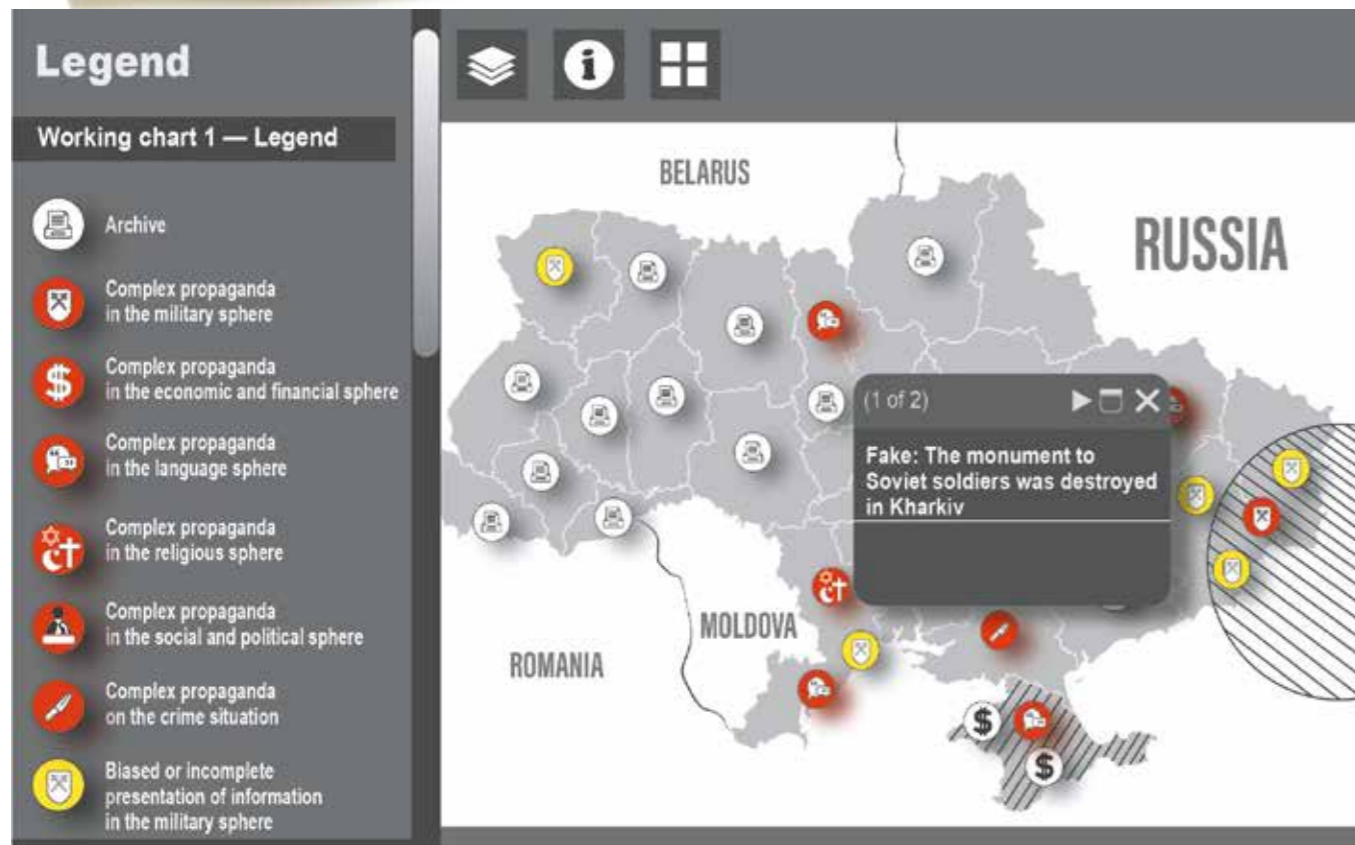 Legend
Working chart 1 — Legend
Archive
Complex propaganda
in the military sphere
Complex propaganda
in the economic and financial sphere
Complex propaganda
in the language sphere
Complex propaganda
in the religious sphere
Complex propaganda
in the social and political sphere
Complex propaganda
on the crime situation
Biased or incomplete
presentation of information
in the military sphere
BELARUS
RUSSIA
(1 of 2)
Fake: The monument to
Soviet soldiers was destroyed
in Kharkiv
MOLDOVA
ROMANIA